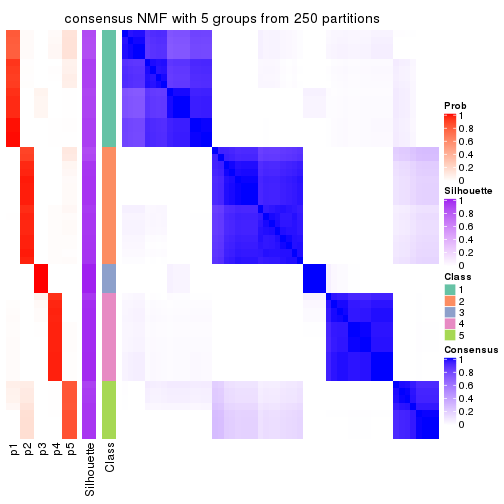 consensus NMF with 5 groups from 250 partitions
Prob
1
0.8
0.6
0.4
0.2
0
Silhouette
1
0.8
0.6
0.4
0.2
0
Class
1
2
3
4
5
Consensus
1
0.8
0.6
0.4
0.2
0
p1
p2
p3
p4
p5
Silhouette
Class